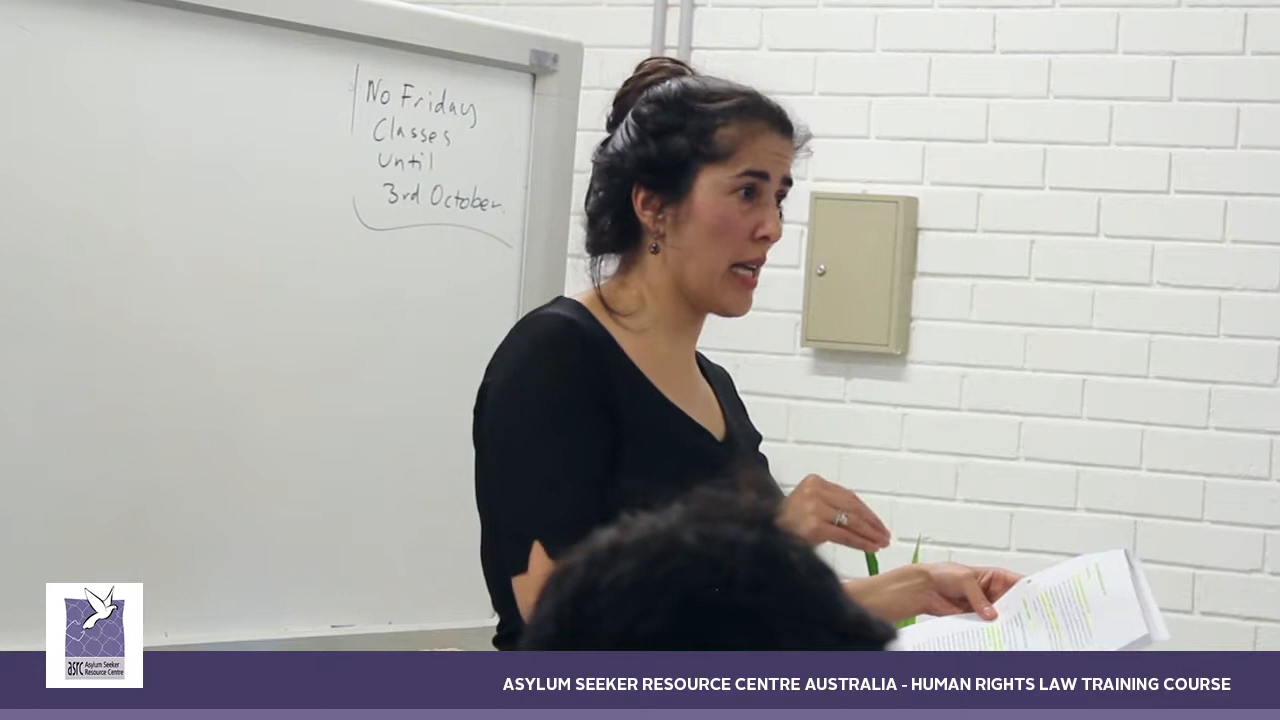 No Friday
Classes
until
3rd October.
asrc Asylum Seeker
Resource Centre
ASYLUM SEEKER RESOURCE CENTRE AUSTRALIA - HUMAN RIGHTS LAW TRAINING COURSE